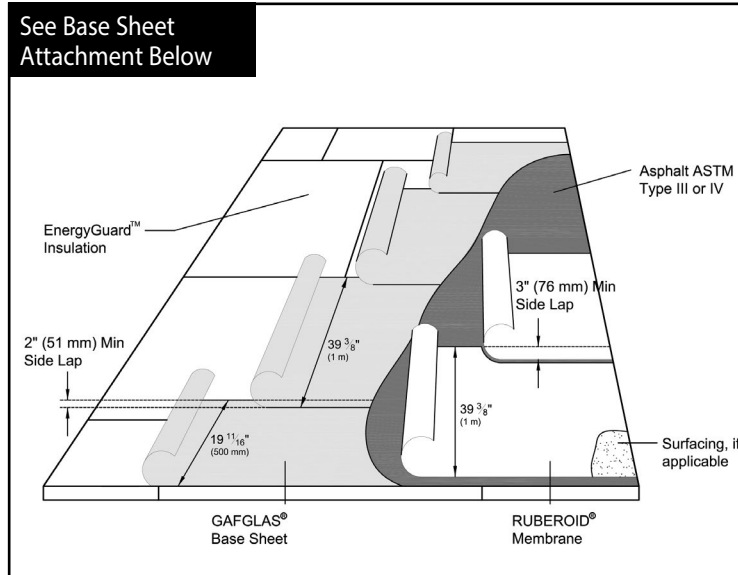 See Base Sheet
Attachment Below
Asphalt ASTM
Type III or IV
EnergyGuard™
Insulation
3" (76 mm) Min
Side Lap
2" (51 mm) Min
Side Lap
39 3/8"
(1 m)
39 3/8"
(1 m)
19 11/16"
(500 mm)
Surfacing, if
applicable
GAFGLAS®
Base Sheet
RUBEROID®
Membrane